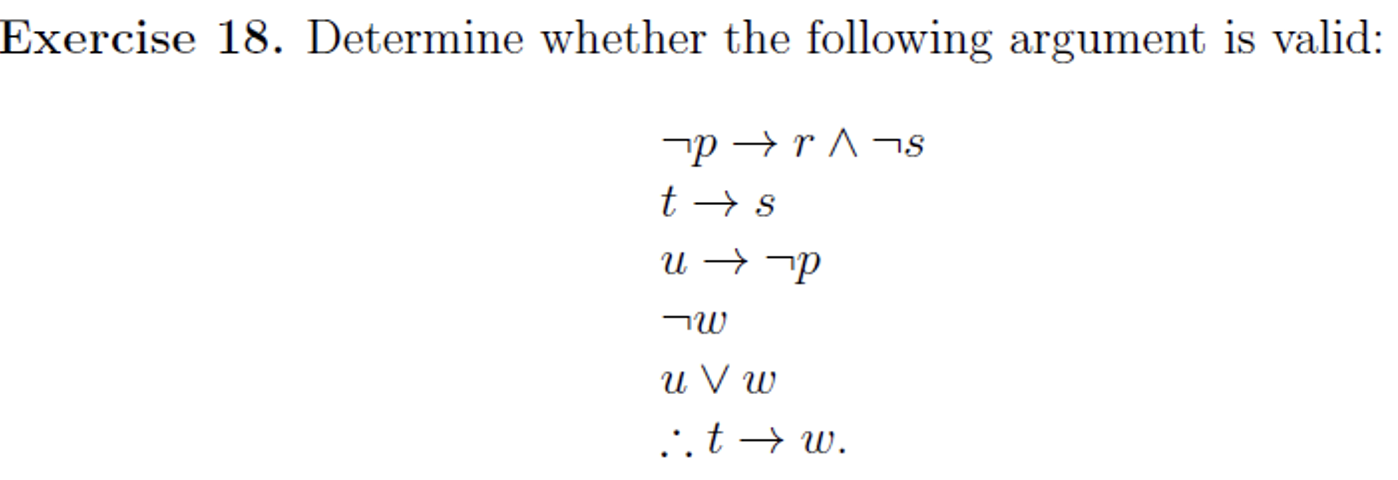 Exercise 18. Determine whether the following argument is valid:
¬p → r ∧ ¬s
t → s
u → ¬p
¬w
u ∨ w
∴ t → w.